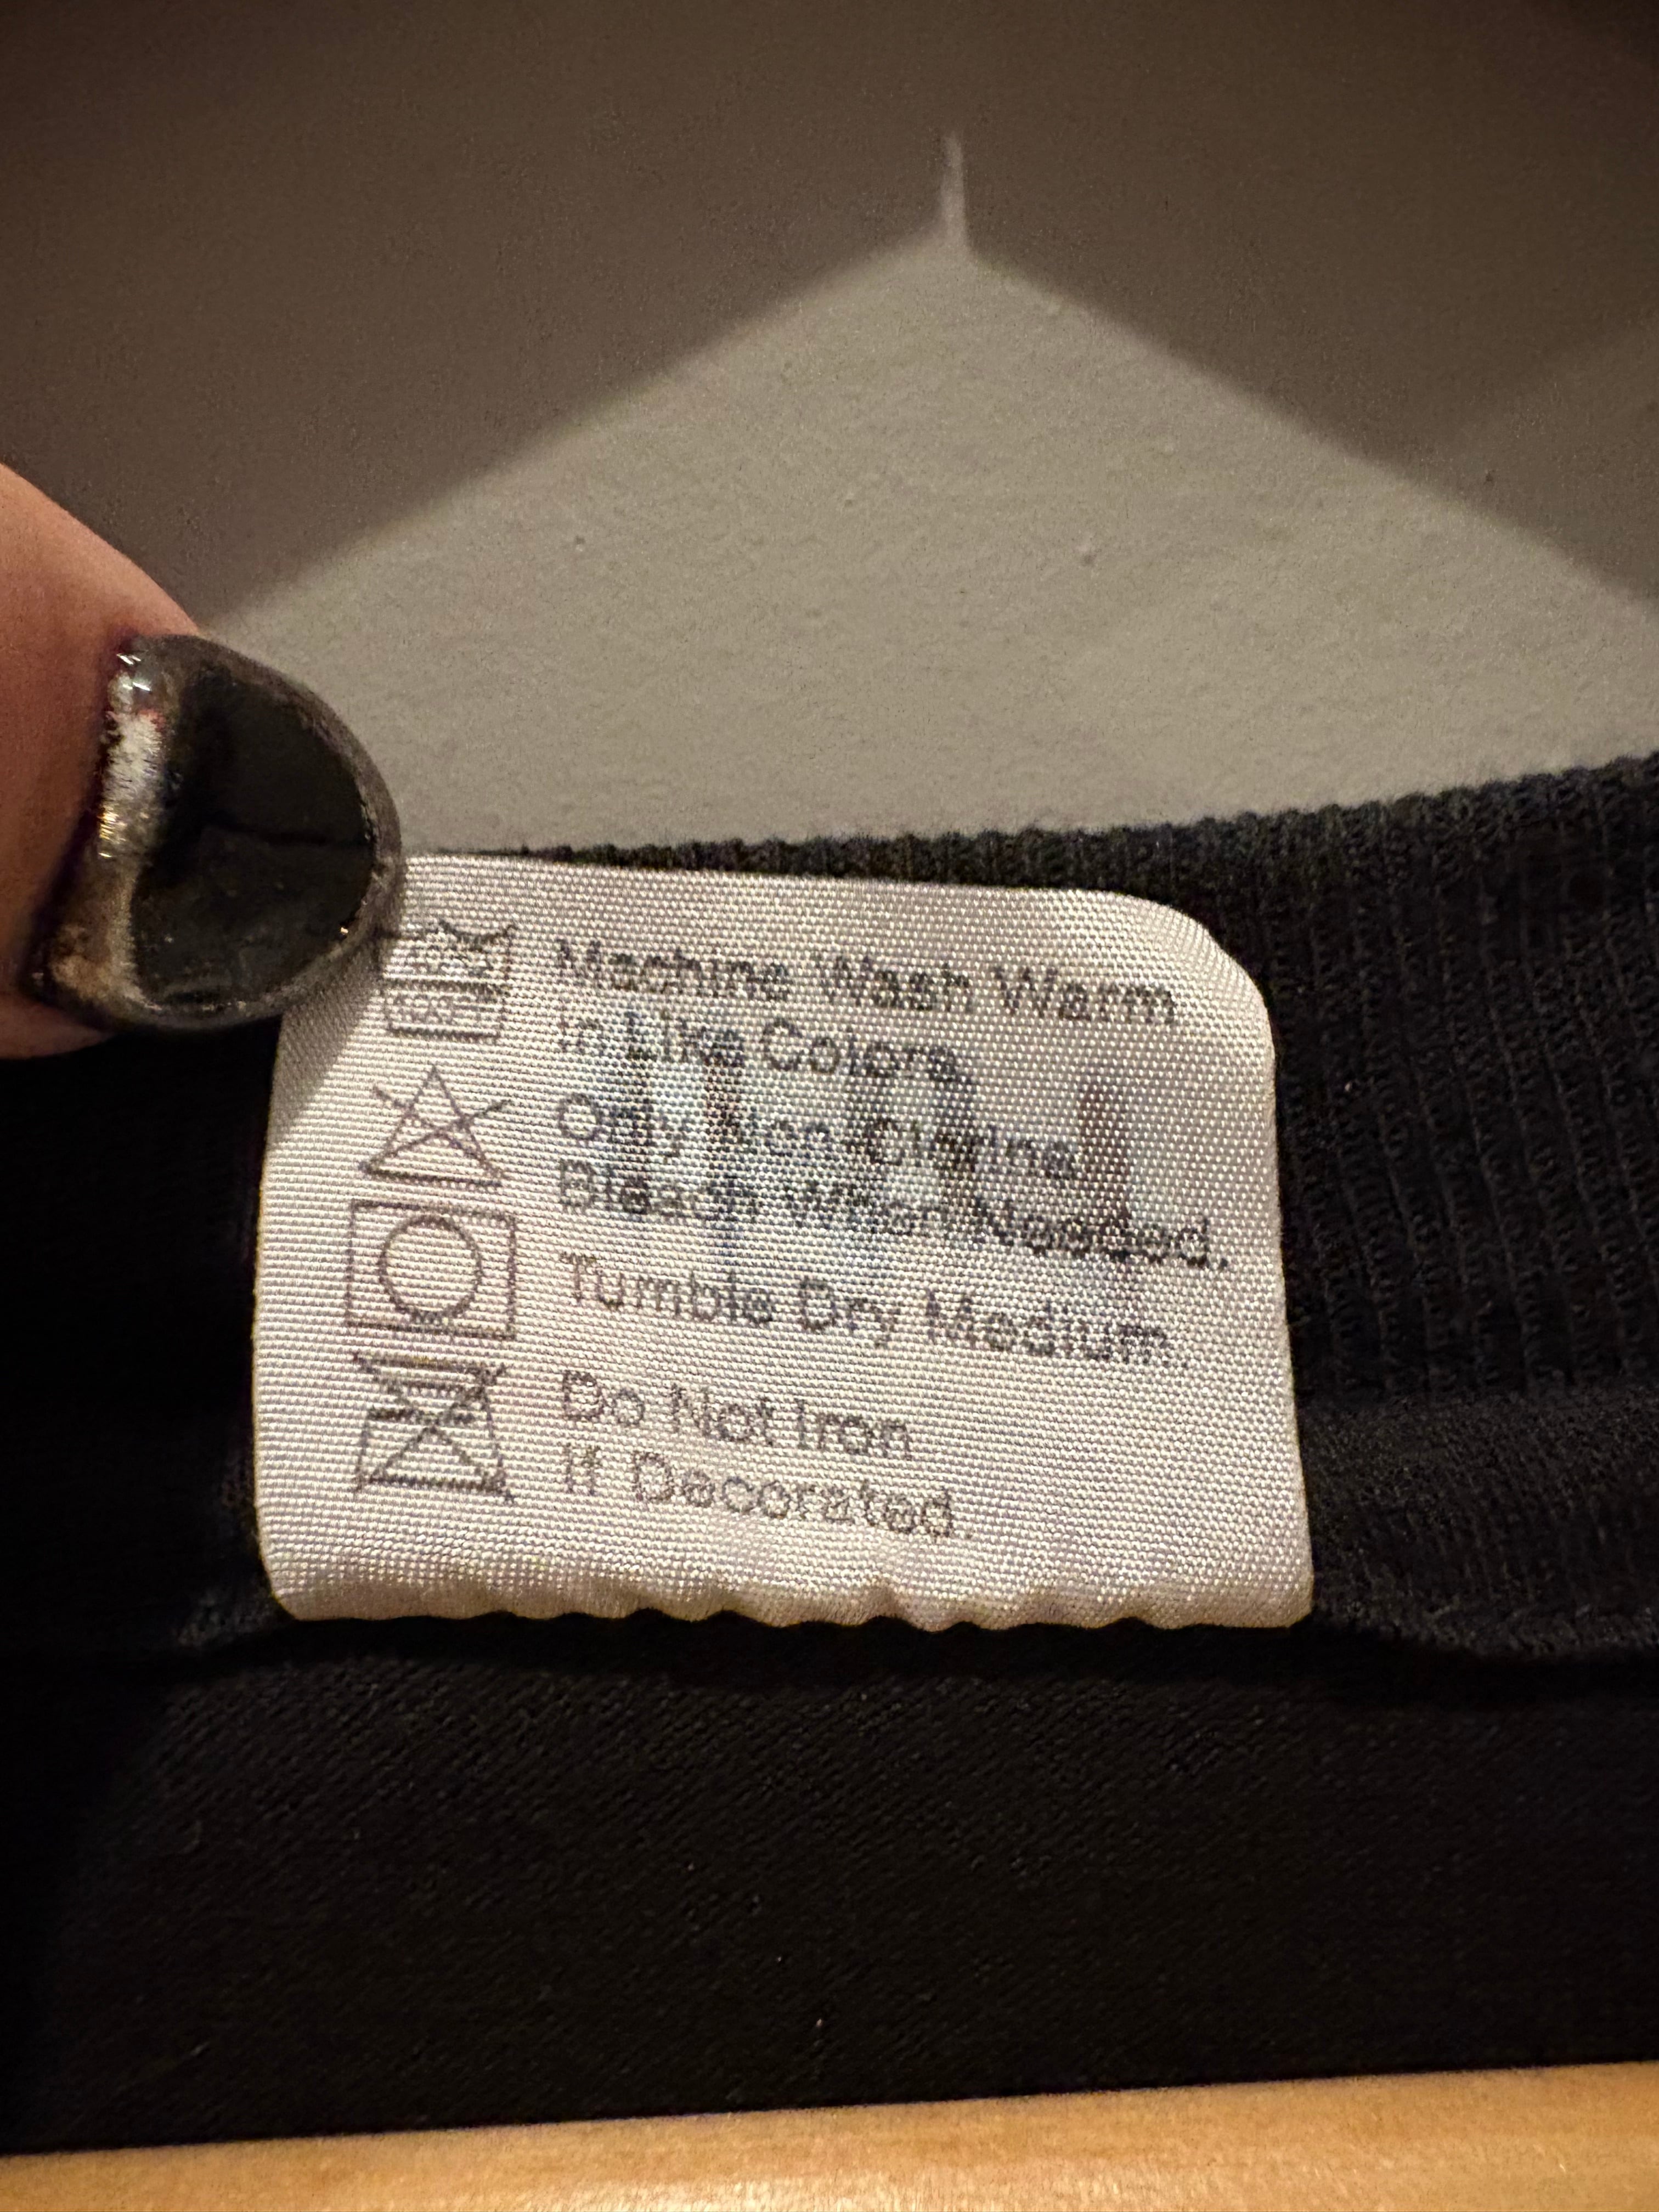 Machine Wash Warm
In Like Colors.
Only Non-Clorine
Bleach When Needed.
Tumble Dry Medium.
Do Not Iron
If Decorated.